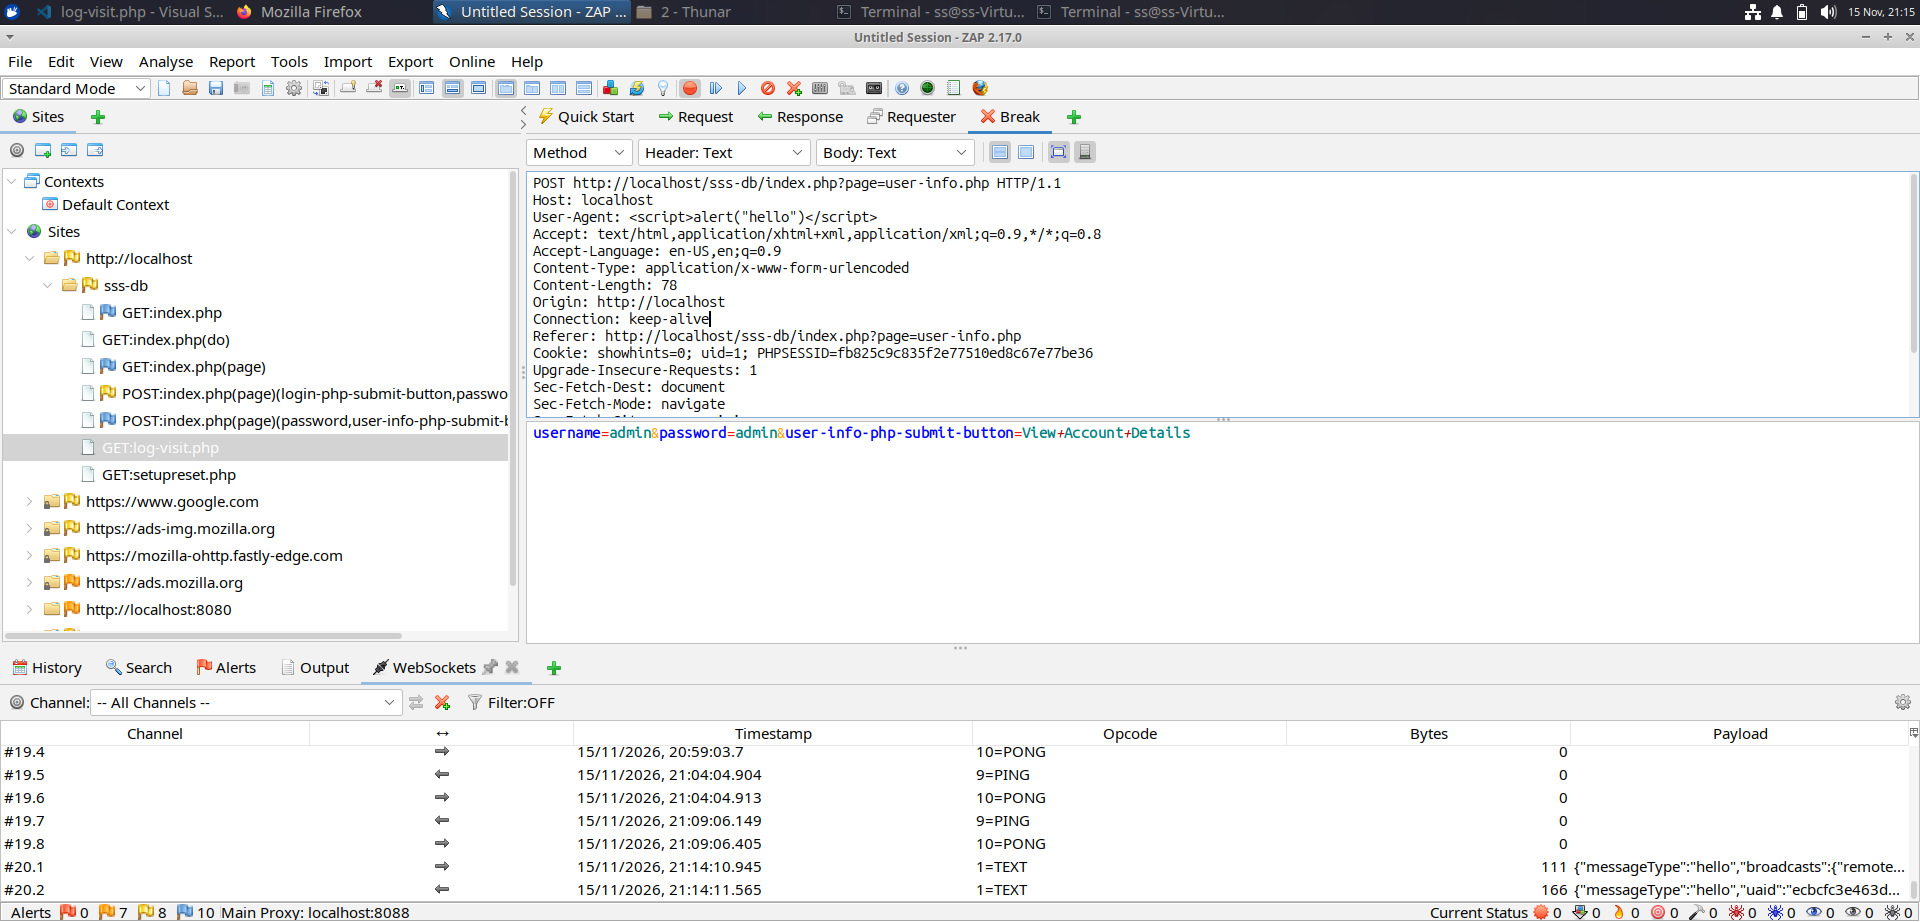 log-visit.php - Visual S...
Mozilla Firefox
Untitled Session - ZAP ...
2 - Thunar
Terminal - ss@ss-Virtu...
Terminal - ss@ss-Virtu...
15 Nov, 21:15
Untitled Session - ZAP 2.17.0
File Edit View Analyse Report Tools Import Export Online Help
Standard Mode
Sites
Quick Start
Request
Response
Requester
Break
Method
Header: Text
Body: Text
Contexts
Default Context
Sites
http://localhost
sss-db
GET:index.php
GET:index.php(do)
GET:index.php(page)
POST:index.php(page)(login-php-submit-button,passwo
POST:index.php(page)(password,user-info-php-submit-b
GET:log-visit.php
GET:setupreset.php
https://www.google.com
https://ads-img.mozilla.org
https://mozilla-ohttp.fastly-edge.com
https://ads.mozilla.org
http://localhost:8080
POST http://localhost/sss-db/index.php?page=user-info.php HTTP/1.1
Host: localhost
User-Agent: <script>alert("hello")</script>
Accept: text/html,application/xhtml+xml,application/xml;q=0.9,*/*;q=0.8
Accept-Language: en-US,en;q=0.9
Content-Type: application/x-www-form-urlencoded
Content-Length: 78
Origin: http://localhost
Connection: keep-alive
Referer: http://localhost/sss-db/index.php?page=user-info.php
Cookie: showhints=0; uid=1; PHPSESSID=fb825c9c835f2e77510ed8c67e77be36
Upgrade-Insecure-Requests: 1
Sec-Fetch-Dest: document
Sec-Fetch-Mode: navigate
username=admin&password=admin&user-info-php-submit-button=View+Account+Details
History
Search
Alerts
Output
WebSockets
Channel: -- All Channels --
Filter:OFF
Channel ↔ Timestamp Opcode Bytes Payload
#19.4 15/11/2026, 20:59:03.7 10=PONG 0
#19.5 15/11/2026, 21:04:04.904 9=PING 0
#19.6 15/11/2026, 21:04:04.913 10=PONG 0
#19.7 15/11/2026, 21:09:06.149 9=PING 0
#19.8 15/11/2026, 21:09:06.405 10=PONG 0
#20.1 15/11/2026, 21:14:10.945 1=TEXT 111 {"messageType":"hello","broadcasts":{"remote...
#20.2 15/11/2026, 21:14:11.565 1=TEXT 166 {"messageType":"hello","uaid":"ecbcfc3e463d...
Alerts 0 7 8 10 Main Proxy: localhost:8088
Current Status 0 0 0 0 0 0 0 0 0 0